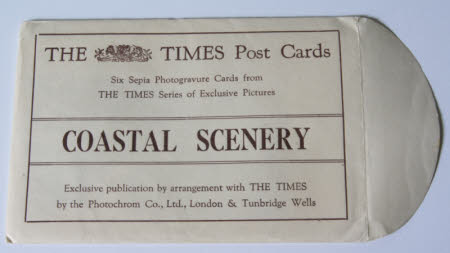 THE TIMES Post Cards
Six Sepia Photogravure Cards from
THE TIMES Series of Exclusive Pictures
COASTAL SCENERY
Exclusive publication by arrangement with THE TIMES
by the Photochrom Co., Ltd., London & Tunbridge Wells